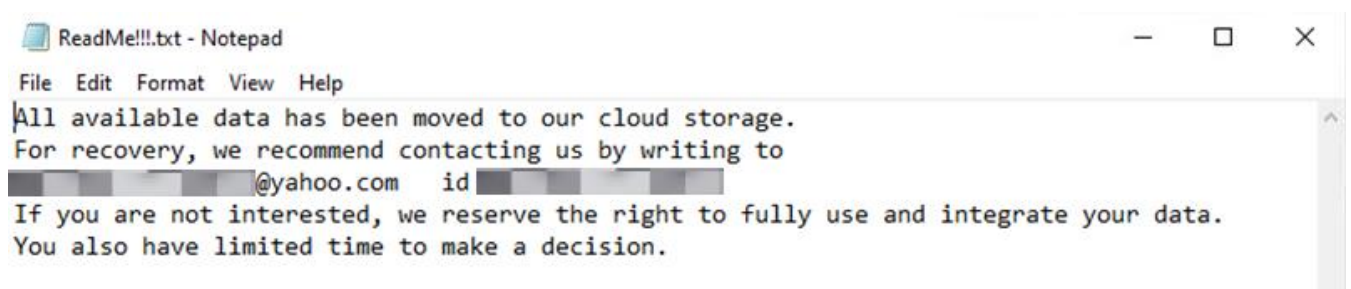 ReadMe!!!.txt - Notepad
File Edit Format View Help
All available data has been moved to our cloud storage.
For recovery, we recommend contacting us by writing to
@yahoo.com id
If you are not interested, we reserve the right to fully use and integrate your data.
You also have limited time to make a decision.